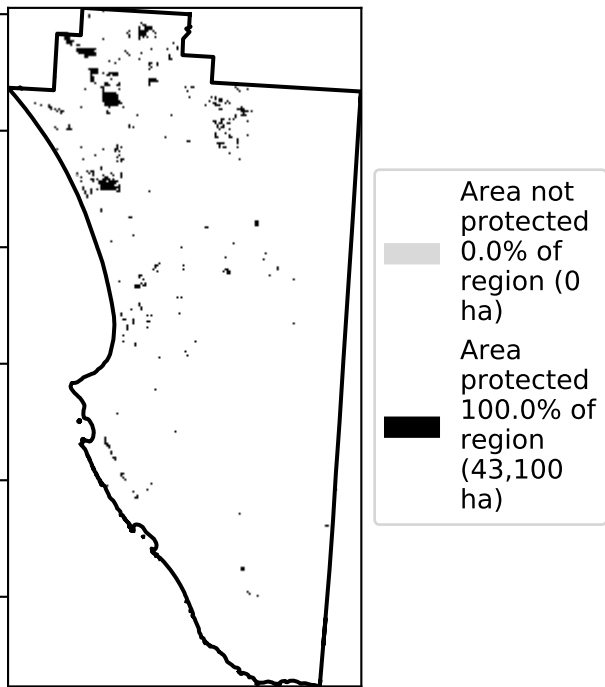 Area not
protected
0.0% of
region (0
ha)
Area
protected
100.0% of
region
(43,100
ha)